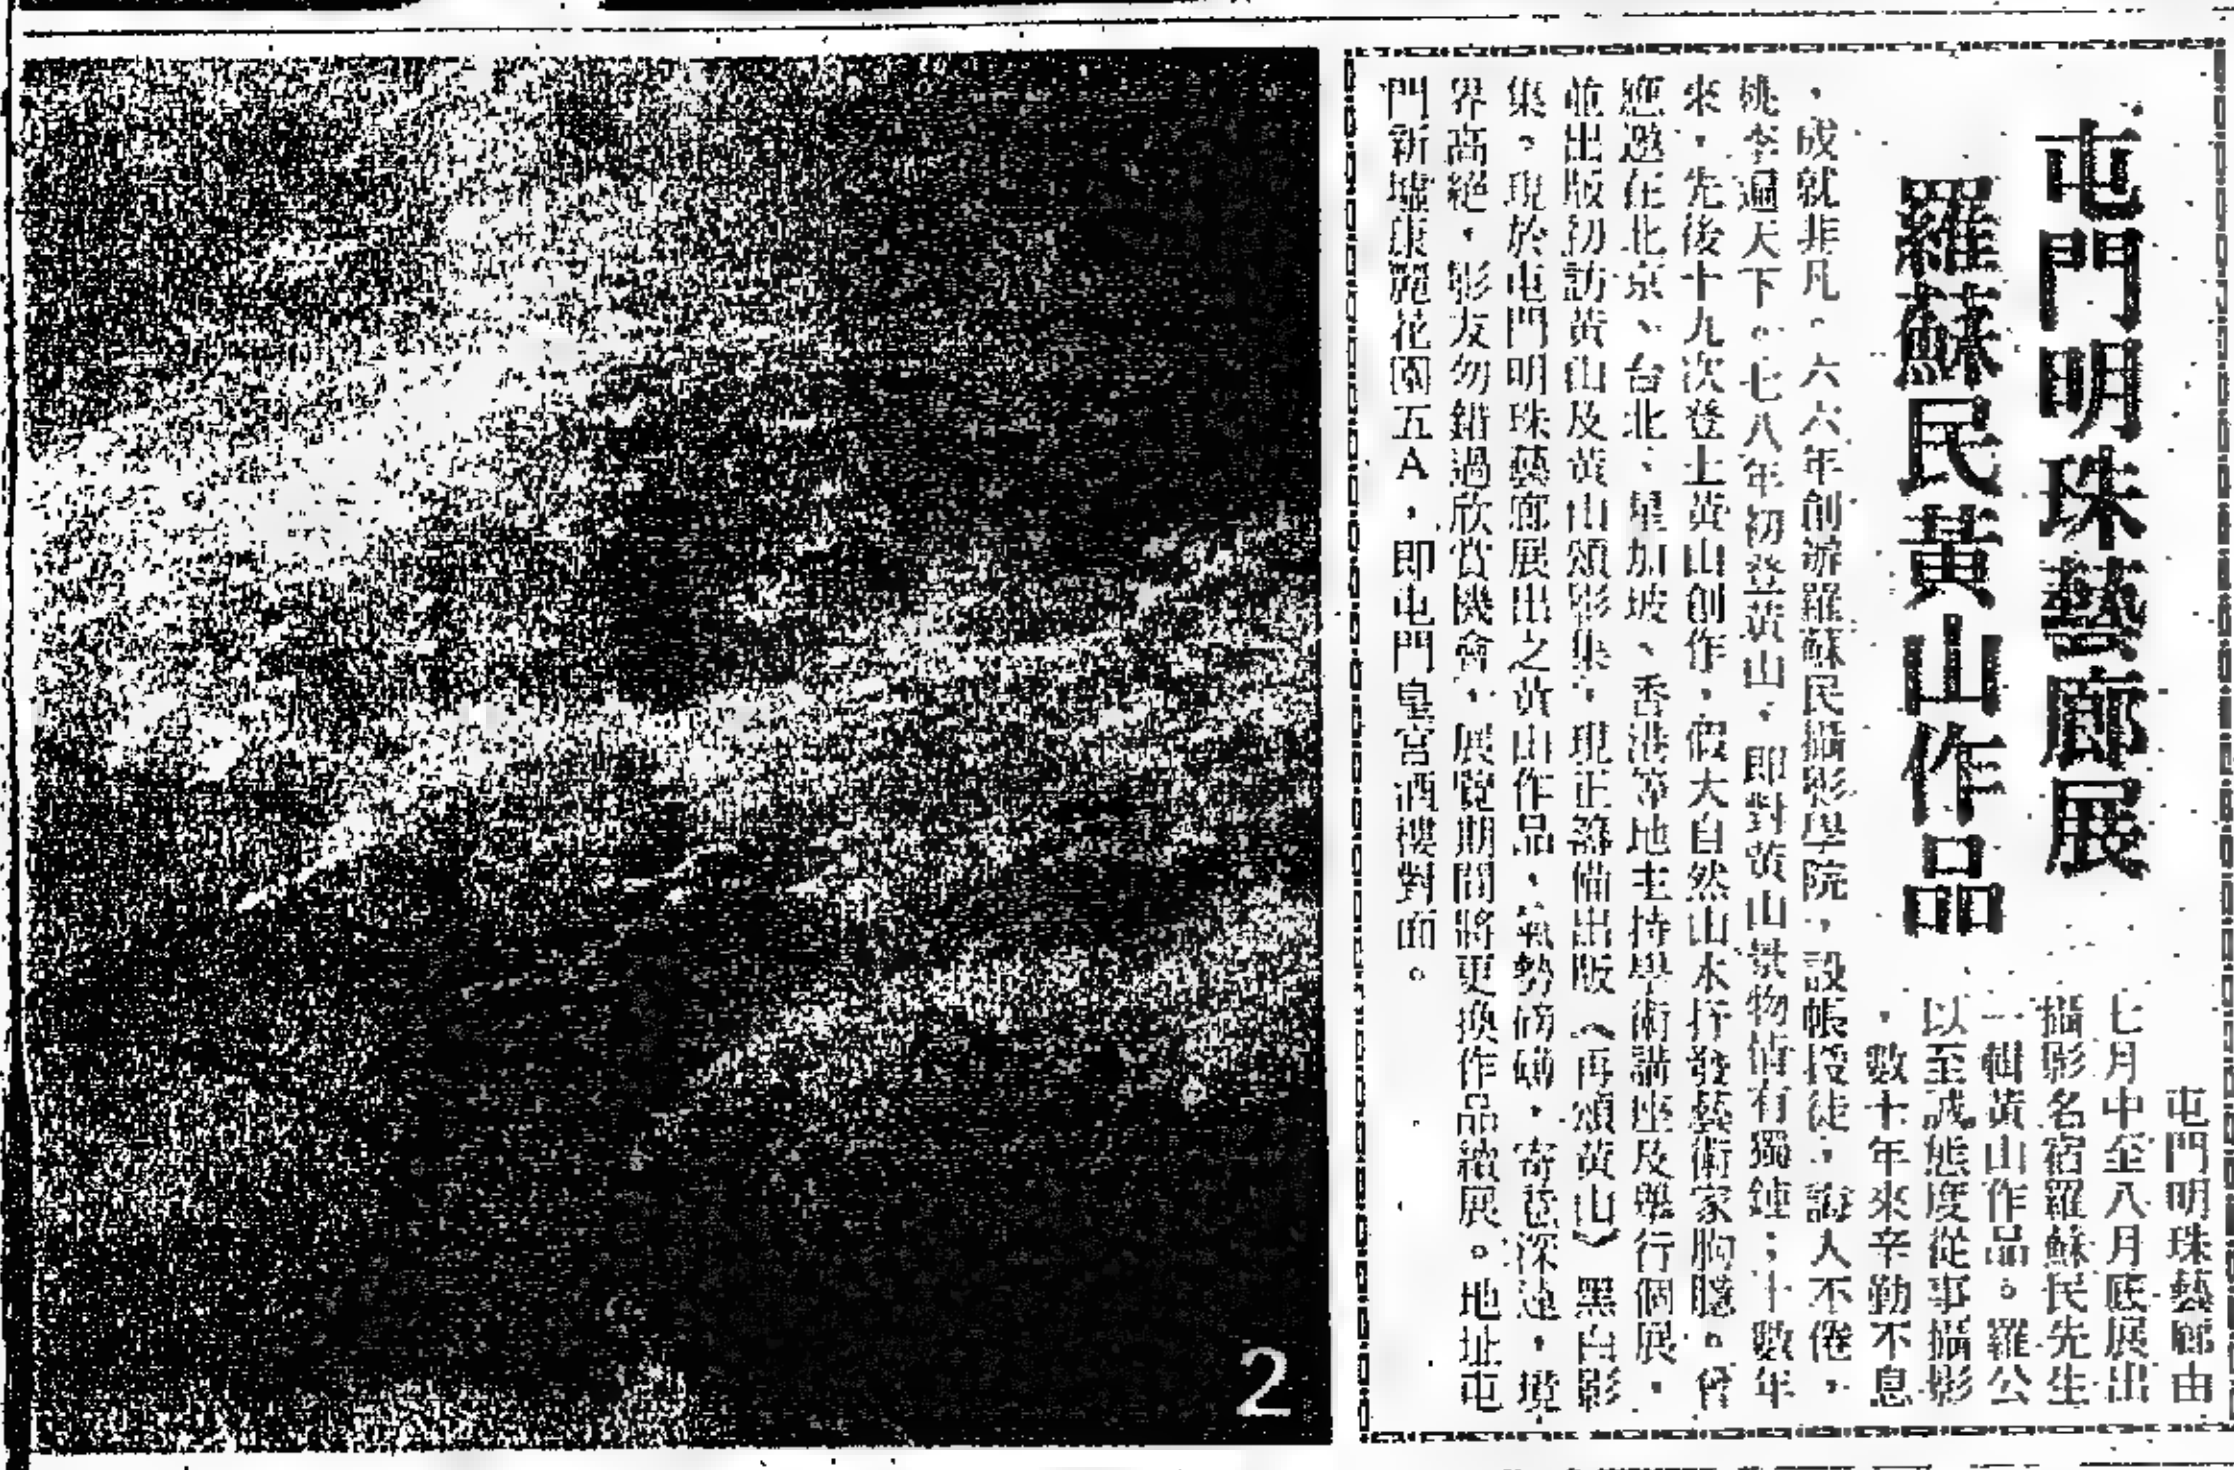 屯門明珠藝廊展
羅蘇民黃山作品
屯門明珠藝廊由
七月中至八月底展出
攝影名宿羅蘇民先生
一輯黃山作品。羅公
以至誠態度從事攝影
，數十年來辛勤不息
，成就非凡。六六年創辦羅蘇民攝影學院，設帳授徒，誨人不倦，
桃李遍天下。七八年初登黃山，即對黃山景物情有獨鍾；十數年
來，先後十九次登上黃山創作，假大自然山水抒發藝術家胸臆。曾
應邀在北京、台北、星加坡、香港等地主持學術講座及舉行個展，
並出版初訪黃山及黃山頌影集，現正籌備出版《再頌黃山》黑白影
集。現於屯門明珠藝廊展出之黃山作品，氣勢磅礴，寄意深遠，境
界高絕，影友勿錯過欣賞機會，展覽期間將更換作品續展。地址屯
門新墟康麗花園五A，即屯門皇宮酒樓對面。
2